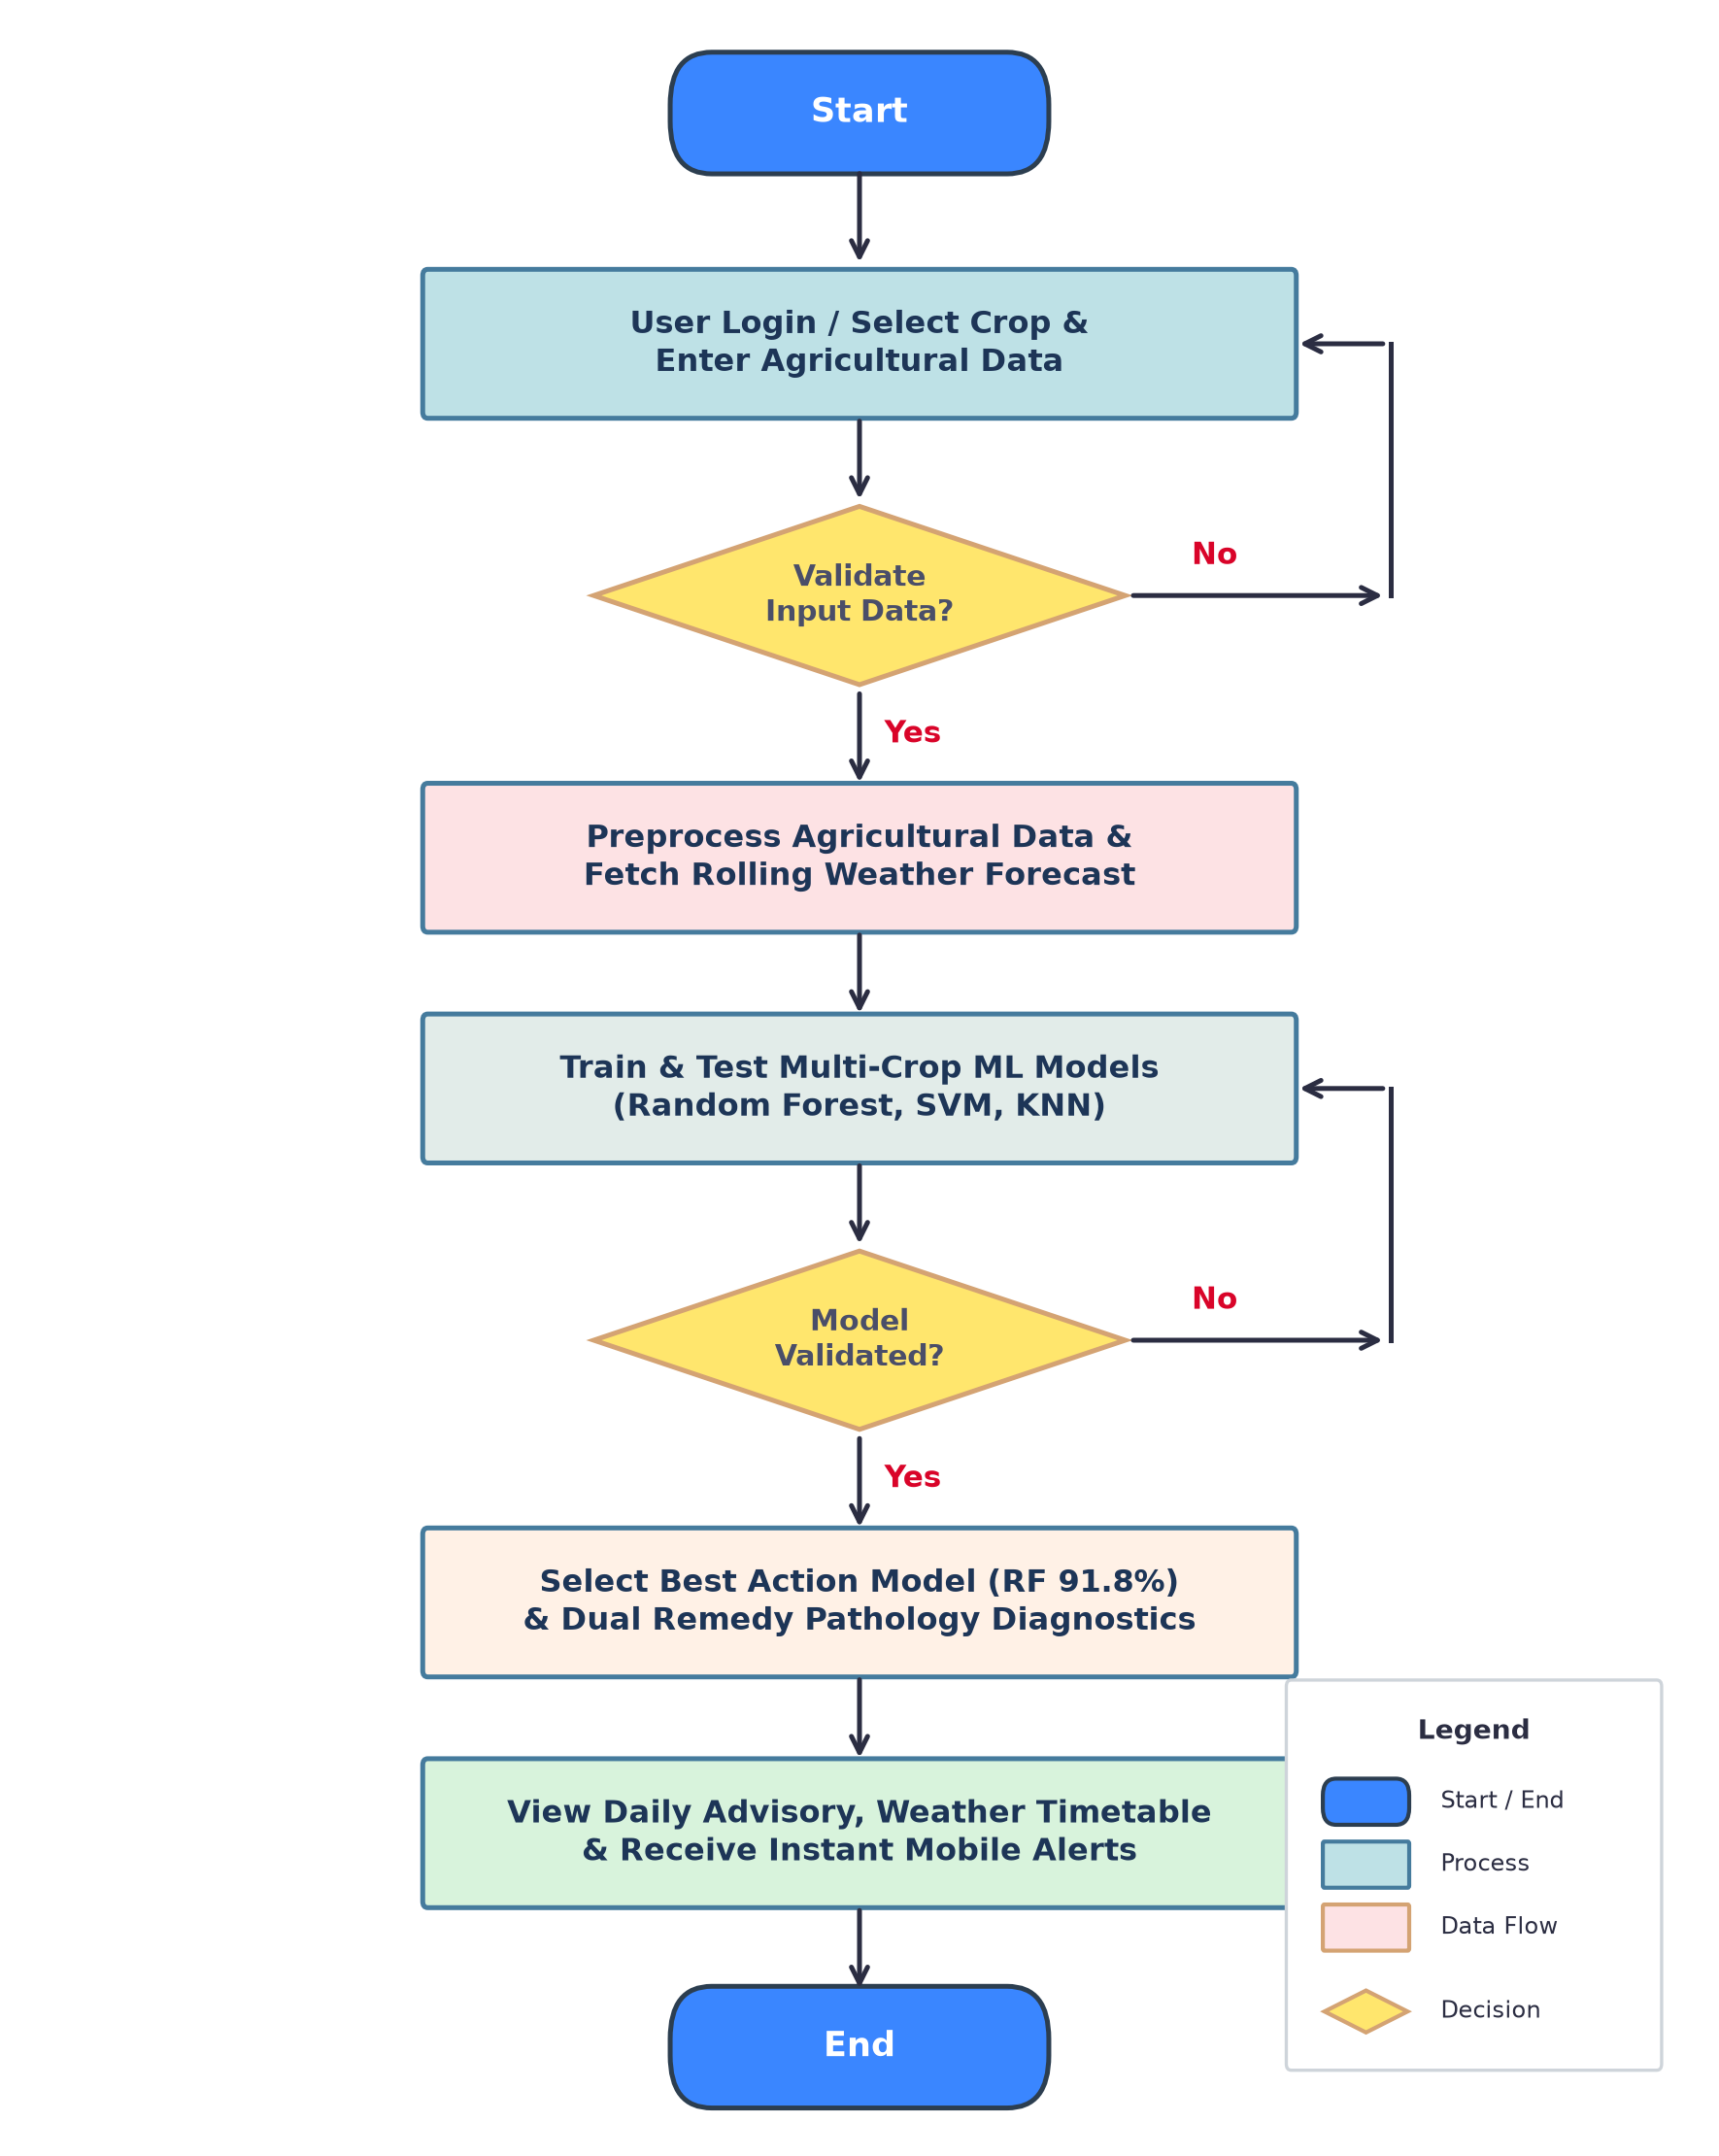 Start
User Login / Select Crop &
Enter Agricultural Data
Validate
Input Data?
No
Yes
Preprocess Agricultural Data &
Fetch Rolling Weather Forecast
Train & Test Multi-Crop ML Models
(Random Forest, SVM, KNN)
Model
Validated?
No
Yes
Select Best Action Model (RF 91.8%)
& Dual Remedy Pathology Diagnostics
View Daily Advisory, Weather Timetable
& Receive Instant Mobile Alerts
End
Legend
Start / End
Process
Data Flow
Decision